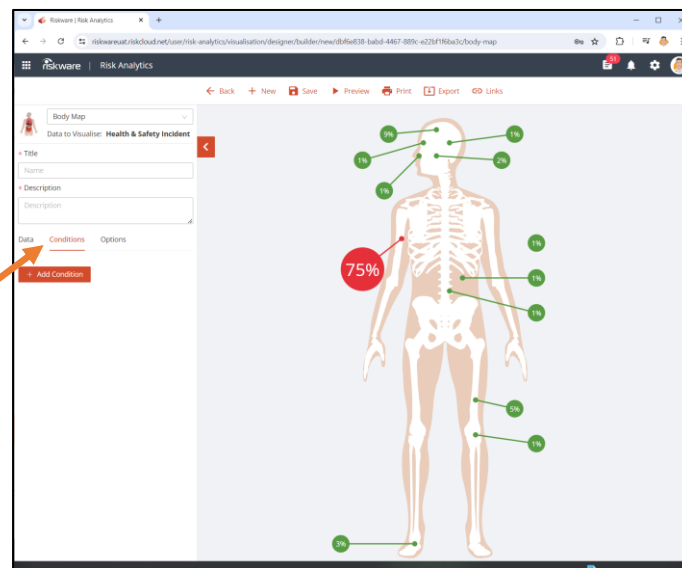 Riskware | Risk Analytics
riskwareuat.riskcloud.net/user/risk-analytics/visualisation/designer/builder/new/dbf6e838-babd-4467-889c-e22bf1f6ba3c/body-map
riskware | Risk Analytics
51
Back New Save Preview Print Export Links
Body Map
Data to Visualise: Health & Safety Incident
* Title
Name
* Description
Description
Data Conditions Options
+ Add Condition
9%
1%
1%
2%
1%
1%
75%
1%
1%
5%
1%
3%